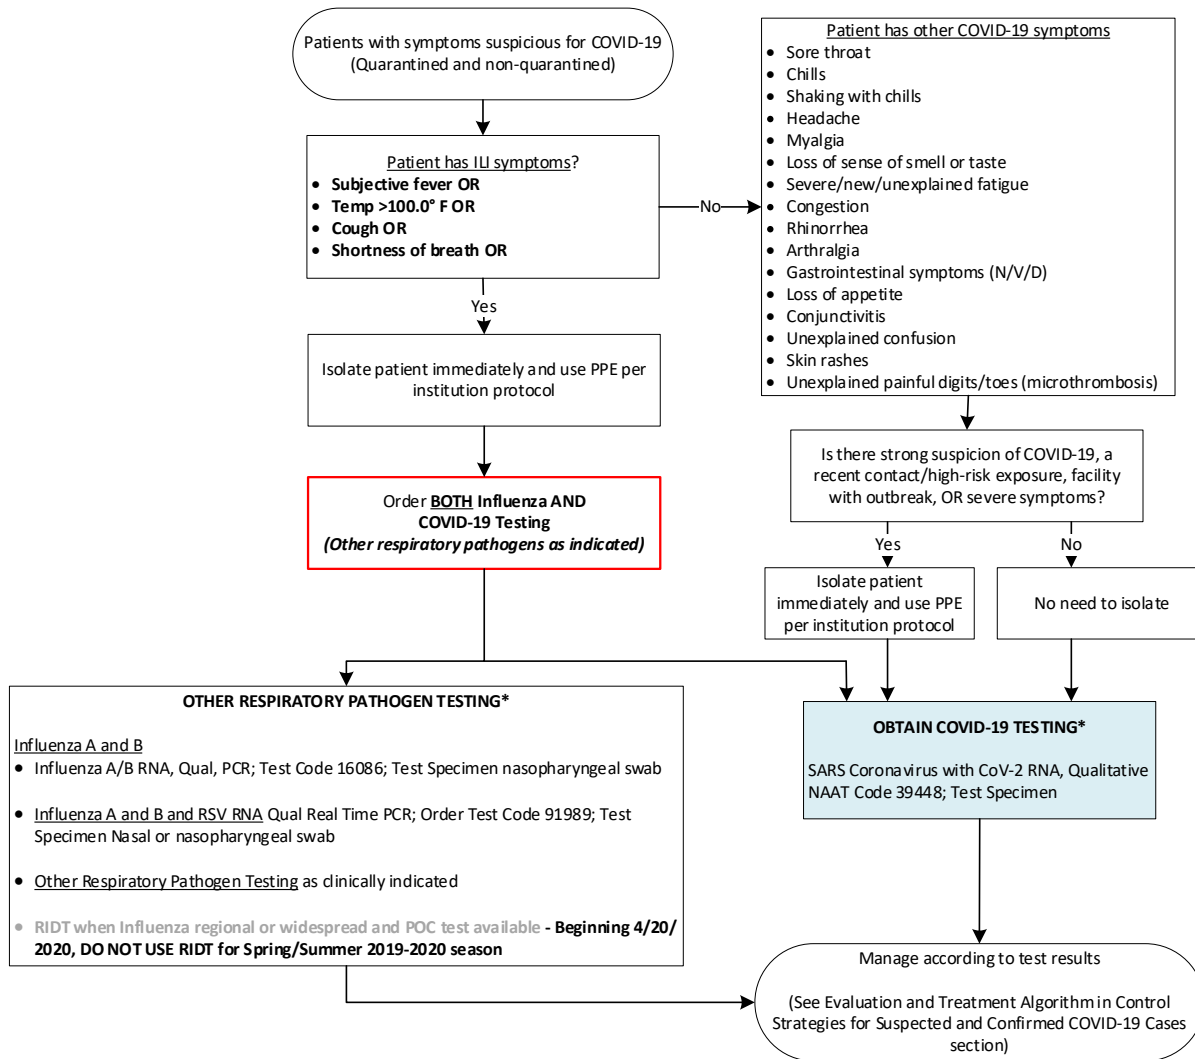 Patients with symptoms suspicious for COVID-19
(Quarantined and non-quarantined)
Patient has ILI symptoms?
• Subjective fever OR
• Temp >100.0° F OR
• Cough OR
• Shortness of breath OR
No
Yes
Isolate patient immediately and use PPE per
institution protocol
Order BOTH Influenza AND
COVID-19 Testing
(Other respiratory pathogens as indicated)
Patient has other COVID-19 symptoms
• Sore throat
• Chills
• Shaking with chills
• Headache
• Myalgia
• Loss of sense of smell or taste
• Severe/new/unexplained fatigue
• Congestion
• Rhinorrhea
• Arthralgia
• Gastrointestinal symptoms (N/V/D)
• Loss of appetite
• Conjunctivitis
• Unexplained confusion
• Skin rashes
• Unexplained painful digits/toes (microthrombosis)
Is there strong suspicion of COVID-19, a
recent contact/high-risk exposure, facility
with outbreak, OR severe symptoms?
Yes
No
Isolate patient
immediately and use PPE
per institution protocol
No need to isolate
OTHER RESPIRATORY PATHOGEN TESTING*
Influenza A and B
• Influenza A/B RNA, Qual, PCR; Test Code 16086; Test Specimen nasopharyngeal swab
• Influenza A and B and RSV RNA Qual Real Time PCR; Order Test Code 91989; Test
Specimen Nasal or nasopharyngeal swab
• Other Respiratory Pathogen Testing as clinically indicated
• RIDT when Influenza regional or widespread and POC test available - Beginning 4/20/
2020, DO NOT USE RIDT for Spring/Summer 2019-2020 season
OBTAIN COVID-19 TESTING*
SARS Coronavirus with CoV-2 RNA, Qualitative
NAAT Code 39448; Test Specimen
Manage according to test results
(See Evaluation and Treatment Algorithm in Control
Strategies for Suspected and Confirmed COVID-19 Cases
section)